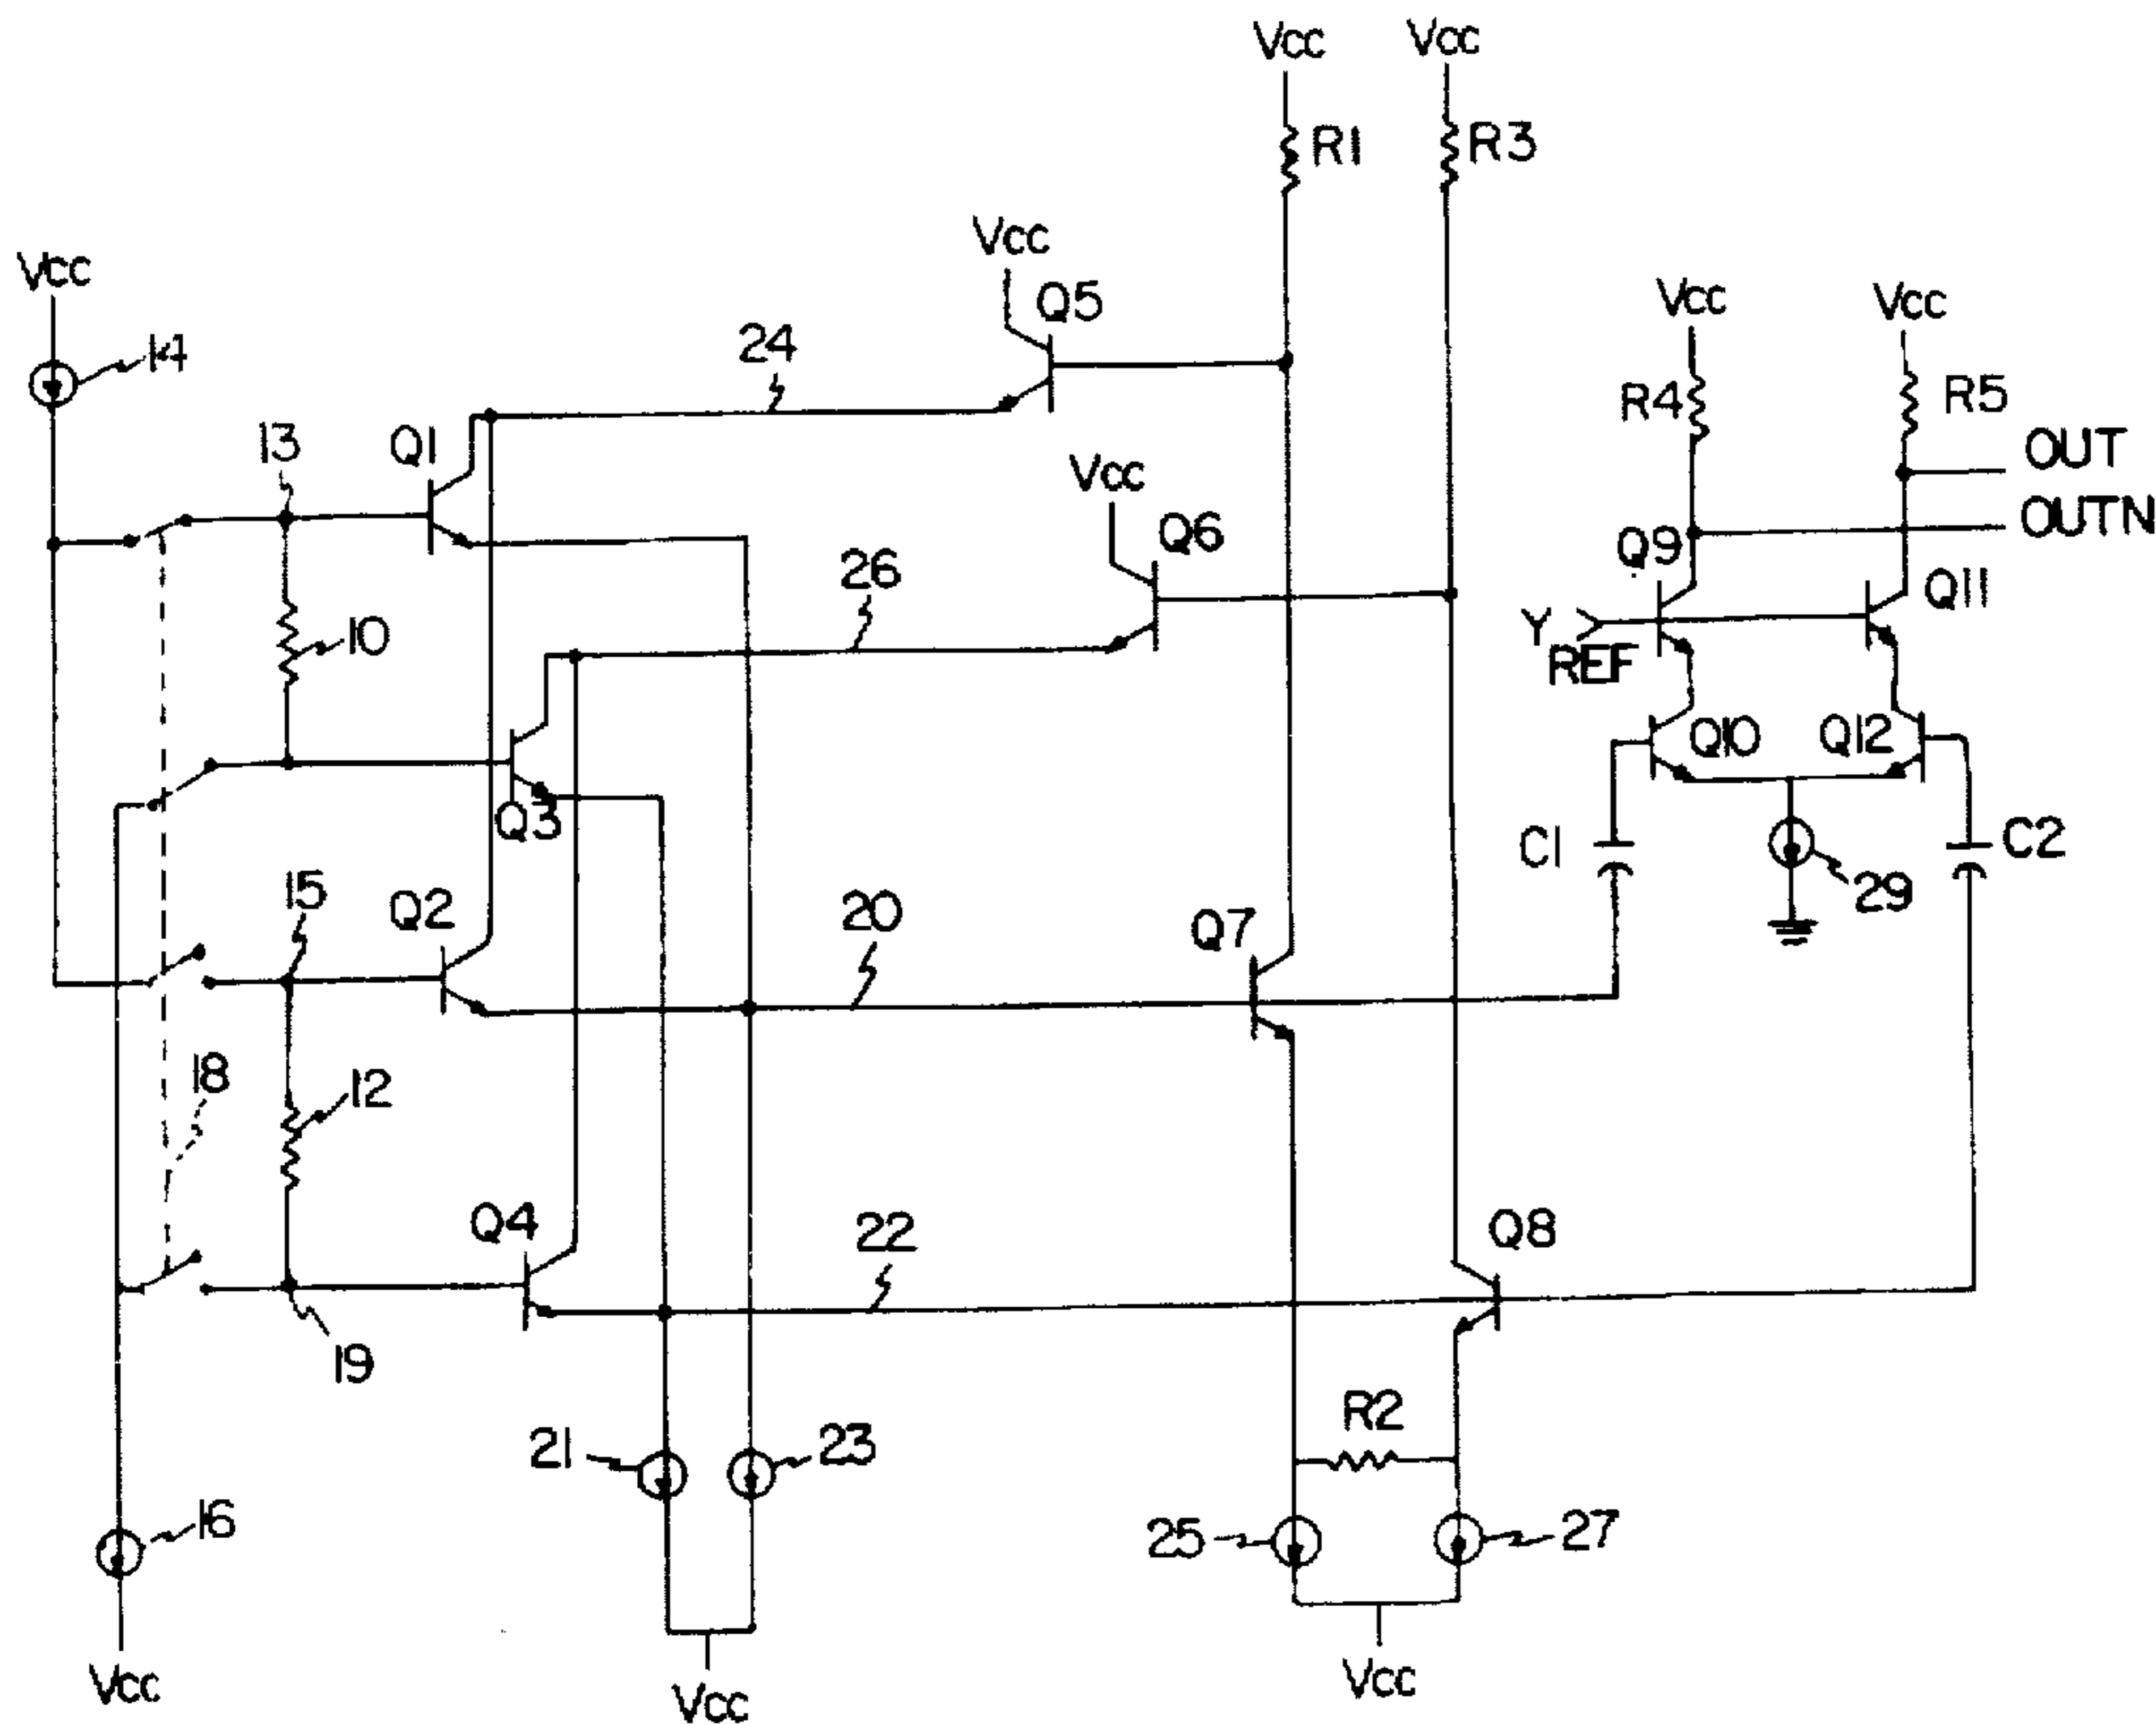 Vcc
Vcc
R1
R3
Vcc
Q5
Vcc
14
24
Vcc
Vcc
R4
R5
13
Q1
OUT
Vcc
OUTN
Q6
Q9
26
Q11
10
Y
REF
Q10
Q12
Q3
C1
C2
15
Q2
20
29
Q7
18
12
Q4
22
Q8
19
R2
21
23
16
25
27
Vcc
Vcc
Vcc